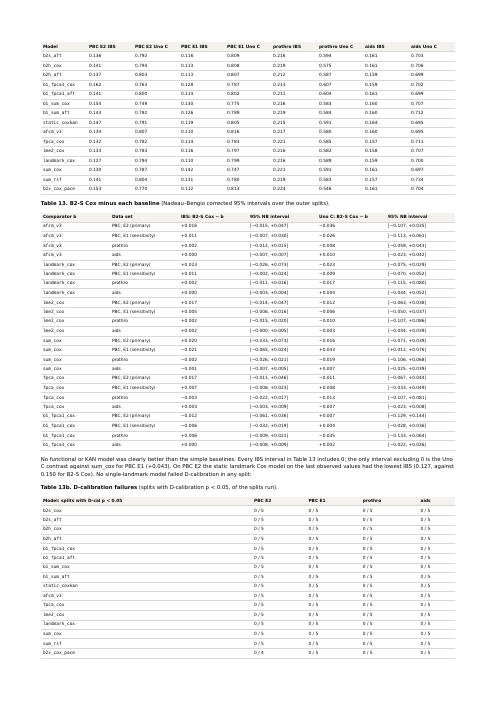 Model PBC E2 IBS PBC E2 Uno C PBC E1 IBS PBC E1 Uno C prothro IBS prothro Uno C aids IBS aids Uno C
b2s_aft 0.136 0.792 0.116 0.809 0.216 0.594 0.161 0.703
b2h_cox 0.141 0.794 0.116 0.808 0.219 0.575 0.161 0.706
b2h_aft 0.137 0.803 0.113 0.807 0.212 0.587 0.159 0.699
b1_fpca1_cox 0.162 0.763 0.128 0.787 0.213 0.607 0.159 0.702
b1_fpca1_aft 0.141 0.800 0.114 0.802 0.211 0.604 0.161 0.699
b1_sum_cox 0.154 0.749 0.130 0.775 0.216 0.583 0.160 0.707
b1_sum_aft 0.143 0.782 0.126 0.789 0.219 0.584 0.160 0.712
static_coxkan 0.147 0.791 0.119 0.805 0.215 0.591 0.164 0.695
afcm_v3 0.134 0.807 0.110 0.816 0.217 0.580 0.160 0.695
fpca_cox 0.132 0.782 0.114 0.783 0.221 0.585 0.157 0.711
lme2_cox 0.133 0.783 0.116 0.797 0.216 0.582 0.158 0.707
landmark_cox 0.127 0.794 0.110 0.799 0.216 0.589 0.159 0.700
sum_cox 0.130 0.787 0.142 0.747 0.221 0.591 0.161 0.697
sum_rsf 0.141 0.804 0.131 0.780 0.219 0.583 0.157 0.734
b2s_cox_pace 0.153 0.770 0.112 0.813 0.224 0.546 0.161 0.704
Table 13. B2-S Cox minus each baseline (Nadeau-Bengio corrected 95% intervals over the outer splits).
Comparator b Data set IBS: B2-S Cox − b 95% NB interval Uno C: B2-S Cox − b 95% NB interval
afcm_v3 PBC, E2 (primary) +0.016 [−0.015, +0.047] −0.036 [−0.107, +0.035]
afcm_v3 PBC, E1 (sensitivity) +0.011 [−0.007, +0.030] −0.026 [−0.113, +0.061]
afcm_v3 prothro +0.002 [−0.012, +0.015] −0.008 [−0.059, +0.043]
afcm_v3 aids +0.000 [−0.007, +0.007] +0.010 [−0.023, +0.042]
landmark_cox PBC, E2 (primary) +0.023 [−0.026, +0.073] −0.023 [−0.075, +0.029]
landmark_cox PBC, E1 (sensitivity) +0.011 [−0.002, +0.024] −0.009 [−0.070, +0.052]
landmark_cox prothro +0.002 [−0.011, +0.016] −0.017 [−0.115, +0.080]
landmark_cox aids +0.000 [−0.003, +0.004] +0.004 [−0.044, +0.052]
lme2_cox PBC, E2 (primary) +0.017 [−0.014, +0.047] −0.012 [−0.063, +0.038]
lme2_cox PBC, E1 (sensitivity) +0.005 [−0.006, +0.016] −0.006 [−0.050, +0.037]
lme2_cox prothro +0.002 [−0.015, +0.020] −0.010 [−0.107, +0.086]
lme2_cox aids +0.002 [−0.000, +0.005] −0.003 [−0.044, +0.039]
sum_cox PBC, E2 (primary) +0.020 [−0.033, +0.073] −0.016 [−0.071, +0.039]
sum_cox PBC, E1 (sensitivity) −0.021 [−0.065, +0.024] +0.043 [+0.011, +0.076]
sum_cox prothro −0.002 [−0.026, +0.021] −0.019 [−0.106, +0.068]
sum_cox aids −0.001 [−0.007, +0.005] +0.007 [−0.025, +0.039]
fpca_cox PBC, E2 (primary) +0.017 [−0.011, +0.046] −0.011 [−0.067, +0.044]
fpca_cox PBC, E1 (sensitivity) +0.007 [−0.008, +0.023] +0.008 [−0.033, +0.049]
fpca_cox prothro −0.003 [−0.022, +0.017] −0.013 [−0.107, +0.081]
fpca_cox aids +0.003 [−0.003, +0.009] −0.007 [−0.023, +0.008]
b1_fpca1_cox PBC, E2 (primary) −0.012 [−0.061, +0.036] +0.007 [−0.129, +0.144]
b1_fpca1_cox PBC, E1 (sensitivity) −0.006 [−0.032, +0.019] +0.004 [−0.028, +0.036]
b1_fpca1_cox prothro +0.006 [−0.009, +0.021] −0.035 [−0.133, +0.064]
b1_fpca1_cox aids +0.000 [−0.008, +0.009] +0.002 [−0.023, +0.026]
No functional or KAN model was clearly better than the simple baselines. Every IBS interval in Table 13 includes 0; the only interval excluding 0 is the Uno
C contrast against sum_cox for PBC E1 (+0.043). On PBC E2 the static landmark Cox model on the last observed values had the lowest IBS (0.127, against
0.150 for B2-S Cox). No single-landmark model failed D-calibration in any split:
Table 13b. D-calibration failures (splits with D-calibration p < 0.05, of the splits run).
Model: splits with D-cal p < 0.05 PBC E2 PBC E1 prothro aids
b2s_cox 0 / 5 0 / 5 0 / 5 0 / 5
b2s_aft 0 / 5 0 / 5 0 / 5 0 / 5
b2h_cox 0 / 5 0 / 5 0 / 5 0 / 5
b2h_aft 0 / 5 0 / 5 0 / 5 0 / 5
b1_fpca1_cox 0 / 5 0 / 5 0 / 5 0 / 5
b1_fpca1_aft 0 / 5 0 / 5 0 / 5 0 / 5
b1_sum_cox 0 / 5 0 / 5 0 / 5 0 / 5
b1_sum_aft 0 / 5 0 / 5 0 / 5 0 / 5
static_coxkan 0 / 5 0 / 5 0 / 5 0 / 5
afcm_v3 0 / 5 0 / 5 0 / 5 0 / 5
fpca_cox 0 / 5 0 / 5 0 / 5 0 / 5
lme2_cox 0 / 5 0 / 5 0 / 5 0 / 5
landmark_cox 0 / 5 0 / 5 0 / 5 0 / 5
sum_cox 0 / 5 0 / 5 0 / 5 0 / 5
sum_rsf 0 / 5 0 / 5 0 / 5 0 / 5
b2s_cox_pace 0 / 4 0 / 5 0 / 5 0 / 5